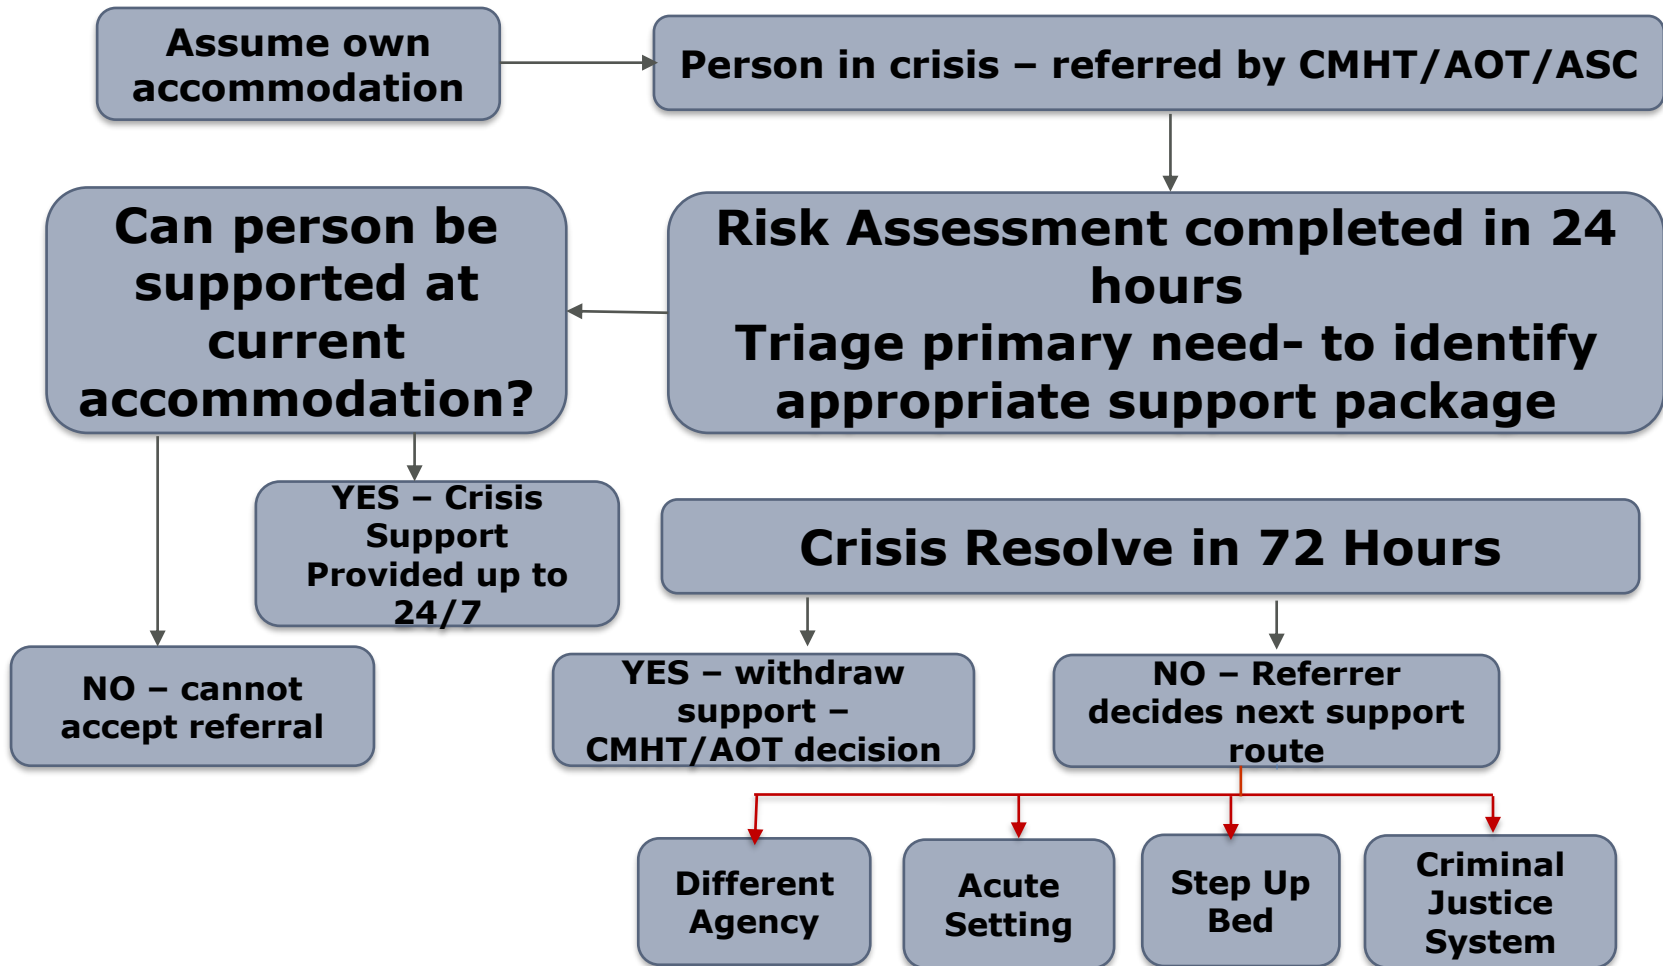 Assume own
accommodation
Person in crisis – referred by CMHT/AOT/ASC
Can person be
supported at
current
accommodation?
Risk Assessment completed in 24
hours
Triage primary need- to identify
appropriate support package
YES – Crisis
Support
Provided up to
24/7
Crisis Resolve in 72 Hours
NO – cannot
accept referral
YES – withdraw
support –
CMHT/AOT decision
NO – Referrer
decides next support
route
Different
Agency
Acute
Setting
Step Up
Bed
Criminal
Justice
System